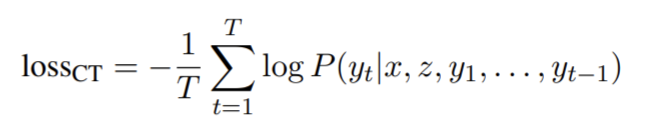 loss_CT = -\frac{1}{T} \sum_{t=1}^{T} \log P(y_t|x, z, y_1, \ldots, y_{t-1})